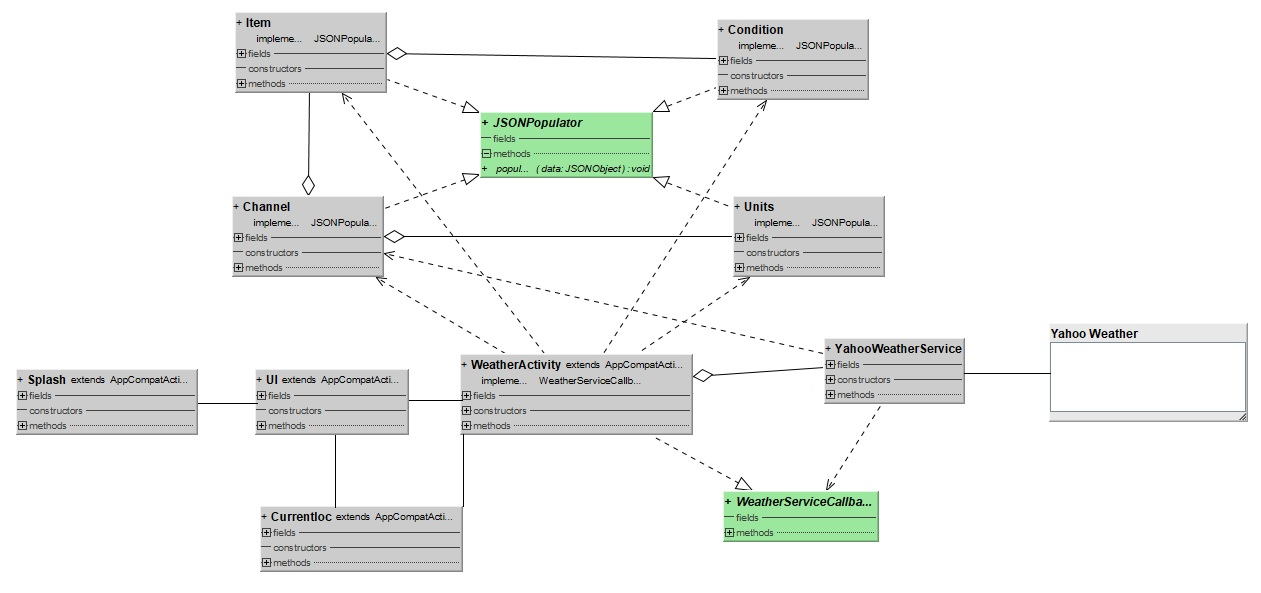 + Item
impleme... JSONPopula...
fields
constructors
methods
+ Condition
impleme... JSONPopula...
fields
constructors
methods
+ JSONPopulator
fields
methods
+ popul... ( data: JSONObject ) : void
+ Channel
impleme... JSONPopula...
fields
constructors
methods
+ Units
impleme... JSONPopula...
fields
constructors
methods
+ Splash extends AppCompatActi...
fields
constructors
methods
+ UI extends AppCompatActi...
fields
constructors
methods
+ WeatherActivity extends AppCompatActi...
impleme... WeatherServiceCallb...
fields
constructors
methods
+ YahooWeatherService
fields
constructors
methods
Yahoo Weather
+ Currentloc extends AppCompatActi...
fields
constructors
methods
+ WeatherServiceCallba...
fields
methods